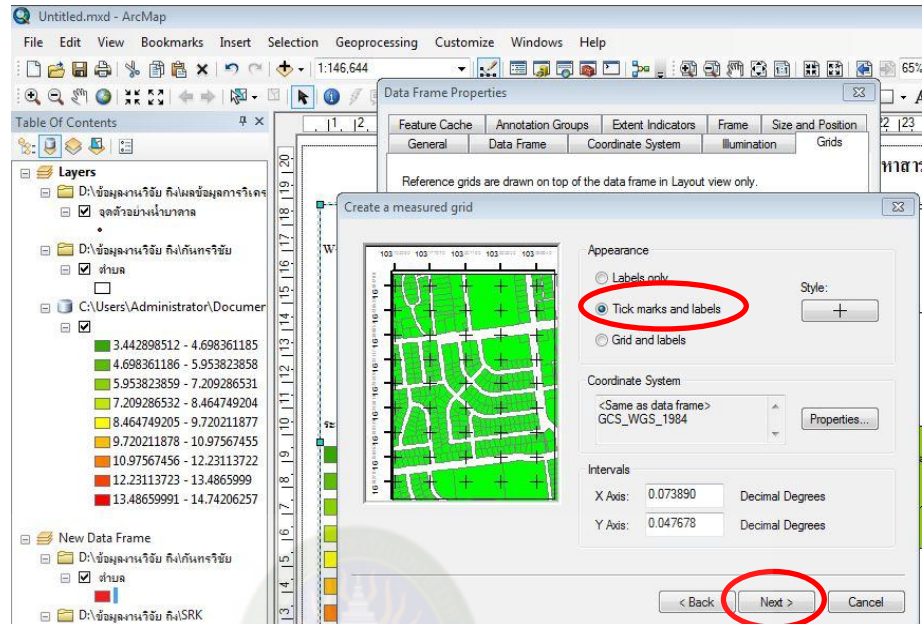 Untitled.mxd - ArcMap
File Edit View Bookmarks Insert Selection Geoprocessing Customize Windows Help
1:146,644
65%
Table Of Contents
Layers
D:\ข้อมูลงานวิจัย กิ่ง\ผลข้อมูลการวิเคร
จุดตัวอย่างน้ำบาดาล
D:\ข้อมูลงานวิจัย กิ่ง\กันทรวิชัย
ตำบล
C:\Users\Administrator\Documer
3.442898512 - 4.698361185
4.698361186 - 5.953823858
5.953823859 - 7.209286531
7.209286532 - 8.464749204
8.464749205 - 9.720211877
9.720211878 - 10.97567455
10.97567456 - 12.23113722
12.23113723 - 13.4865999
13.48659991 - 14.74206257
New Data Frame
D:\ข้อมูลงานวิจัย กิ่ง\กันทรวิชัย
ตำบล
D:\ข้อมูลงานวิจัย กิ่ง\SRK
Data Frame Properties
Feature Cache Annotation Groups Extent Indicators Frame Size and Position
General Data Frame Coordinate System Illumination Grids
Reference grids are drawn on top of the data frame in Layout view only.
Create a measured grid
Appearance
Labels only
Style:
Tick marks and labels
Grid and labels
Coordinate System
<Same as data frame>
GCS_WGS_1984
Properties...
Intervals
X Axis: 0.073890 Decimal Degrees
Y Axis: 0.047678 Decimal Degrees
< Back Next > Cancel